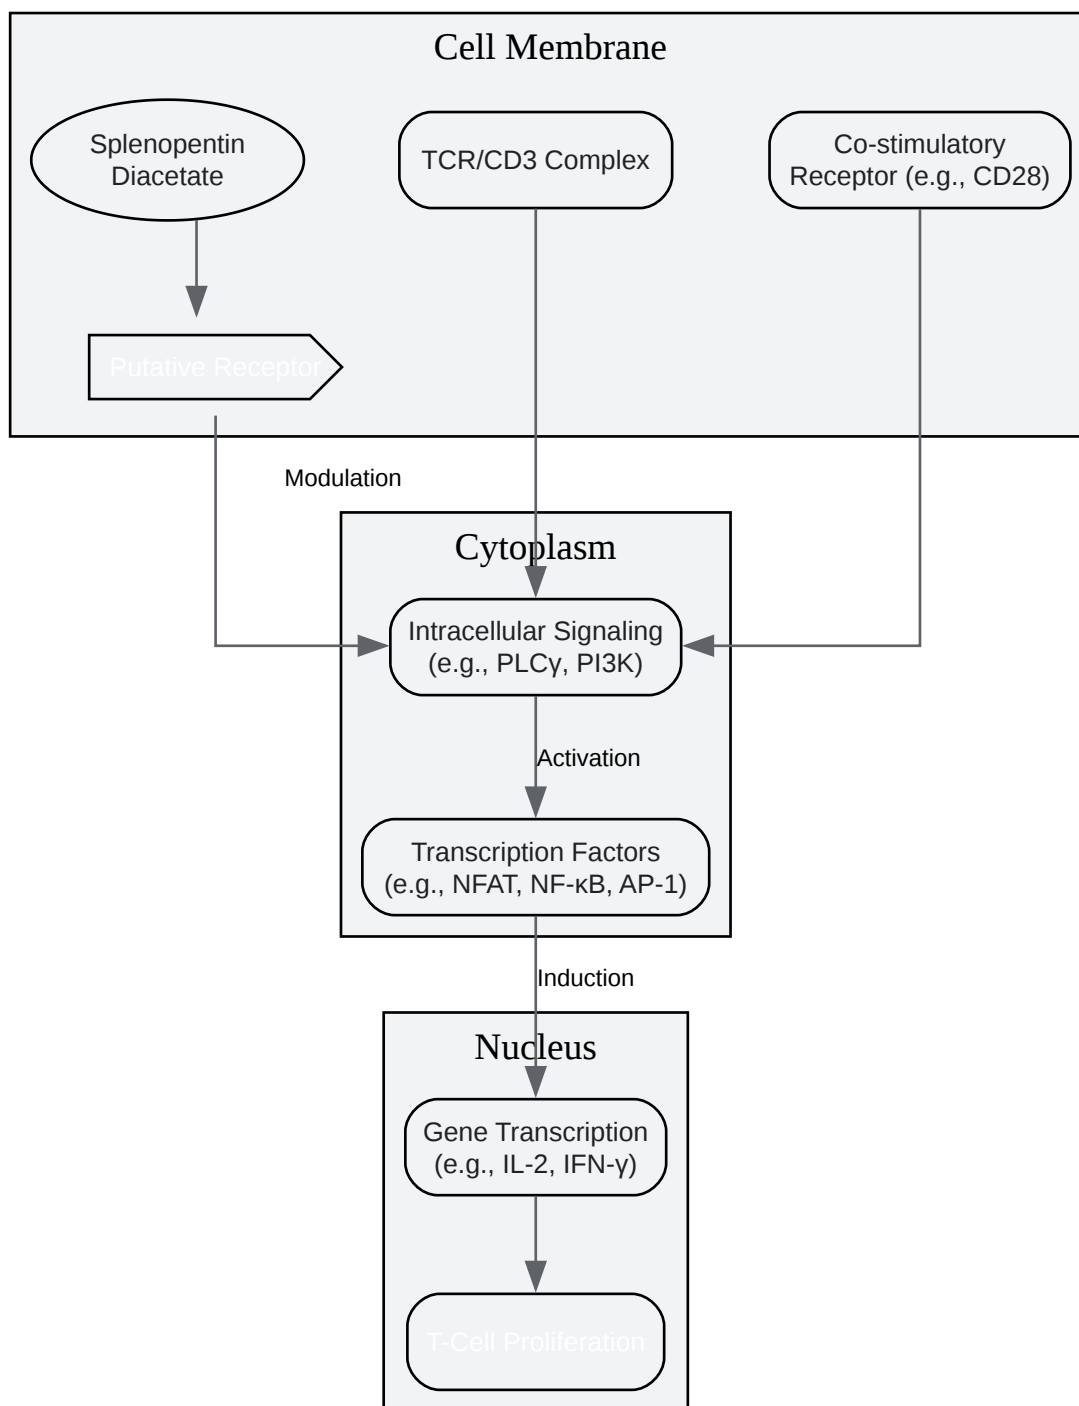 Cell Membrane
Splenopentin
Diacetate
TCR/CD3 Complex
Co-stimulatory
Receptor (e.g., CD28)
Putative Receptor
Modulation
Cytoplasm
Intracellular Signaling
(e.g., PLCγ, PI3K)
Activation
Transcription Factors
(e.g., NFAT, NF-κB, AP-1)
Induction
Nucleus
Gene Transcription
(e.g., IL-2, IFN-γ)
T-Cell Proliferation